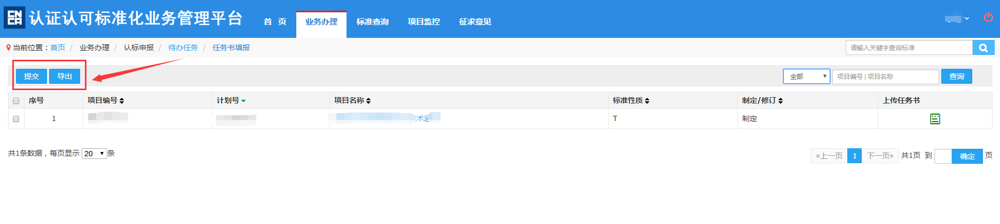 CNCA 认证认可标准化业务管理平台 首 页 业务办理 标准查询 项目监控 征求意见
当前位置：首页 / 业务办理 / 认标申报 / 待办任务 / 任务书填报 请输入关键字查询标准
提交 导出 全部 项目编号 | 项目名称 查询
序号 项目编号 计划号 项目名称 标准性质 制定/修订 上传任务书
1 术 T 制定
共1条数据，每页显示 20 条
«上一页 1 下一页» 共1页 到 确定 页